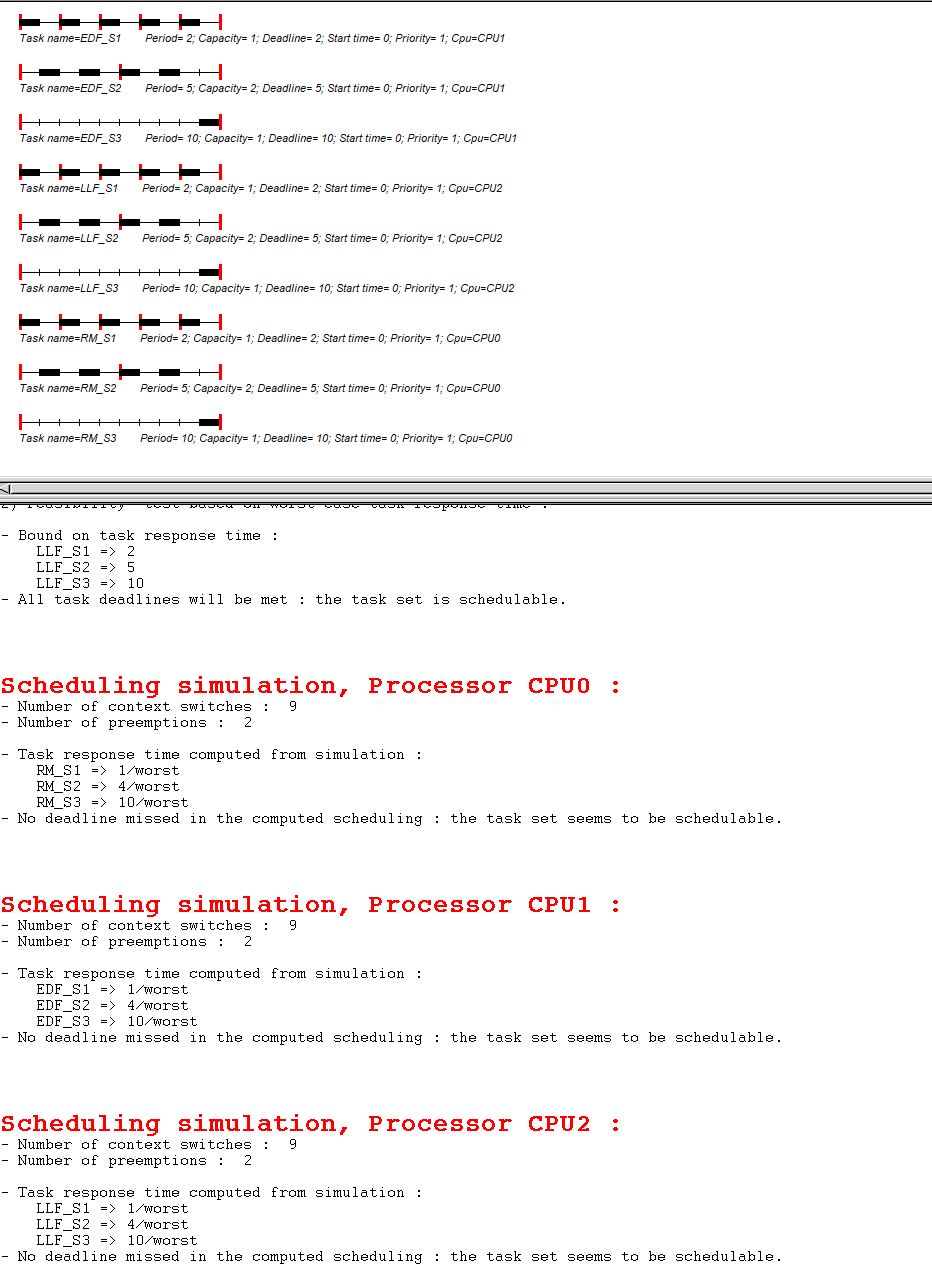 Task name=EDF_S1 Period= 2; Capacity= 1; Deadline= 2; Start time= 0; Priority= 1; Cpu=CPU1
Task name=EDF_S2 Period= 5; Capacity= 2; Deadline= 5; Start time= 0; Priority= 1; Cpu=CPU1
Task name=EDF_S3 Period= 10; Capacity= 1; Deadline= 10; Start time= 0; Priority= 1; Cpu=CPU1
Task name=LLF_S1 Period= 2; Capacity= 1; Deadline= 2; Start time= 0; Priority= 1; Cpu=CPU2
Task name=LLF_S2 Period= 5; Capacity= 2; Deadline= 5; Start time= 0; Priority= 1; Cpu=CPU2
Task name=LLF_S3 Period= 10; Capacity= 1; Deadline= 10; Start time= 0; Priority= 1; Cpu=CPU2
Task name=RM_S1 Period= 2; Capacity= 1; Deadline= 2; Start time= 0; Priority= 1; Cpu=CPU0
Task name=RM_S2 Period= 5; Capacity= 2; Deadline= 5; Start time= 0; Priority= 1; Cpu=CPU0
Task name=RM_S3 Period= 10; Capacity= 1; Deadline= 10; Start time= 0; Priority= 1; Cpu=CPU0
2) Feasibility test based on worst case task response time :
- Bound on task response time :
LLF_S1 => 2
LLF_S2 => 5
LLF_S3 => 10
- All task deadlines will be met : the task set is schedulable.
Scheduling simulation, Processor CPU0 :
- Number of context switches : 9
- Number of preemptions : 2
- Task response time computed from simulation :
RM_S1 => 1/worst
RM_S2 => 4/worst
RM_S3 => 10/worst
- No deadline missed in the computed scheduling : the task set seems to be schedulable.
Scheduling simulation, Processor CPU1 :
- Number of context switches : 9
- Number of preemptions : 2
- Task response time computed from simulation :
EDF_S1 => 1/worst
EDF_S2 => 4/worst
EDF_S3 => 10/worst
- No deadline missed in the computed scheduling : the task set seems to be schedulable.
Scheduling simulation, Processor CPU2 :
- Number of context switches : 9
- Number of preemptions : 2
- Task response time computed from simulation :
LLF_S1 => 1/worst
LLF_S2 => 4/worst
LLF_S3 => 10/worst
- No deadline missed in the computed scheduling : the task set seems to be schedulable.